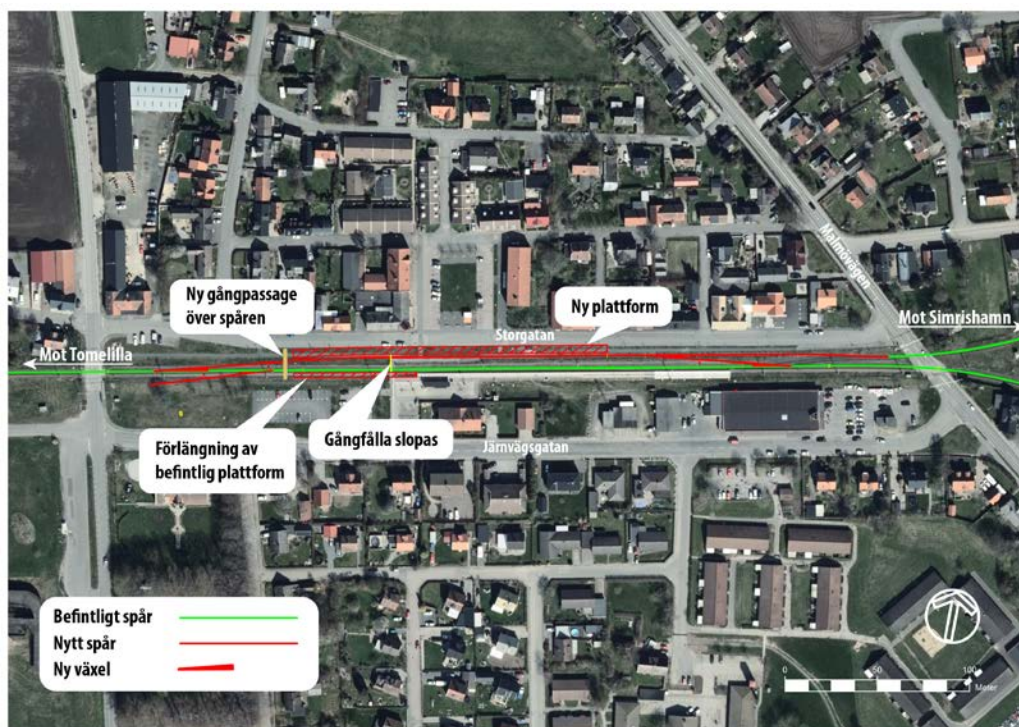 Malmövägen
Ny gångpassage
över spåren
Ny plattform
Mot Simrishamn
Storgatan
Mot Tomelilla
Förlängning av
befintlig plattform
Gångfålla slopas
Järnvägsgatan
Befintligt spår
Nytt spår
Ny växel
0 50 100
Meter